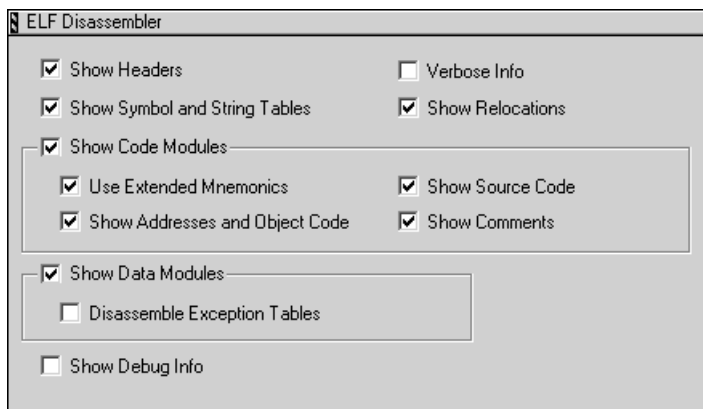 ELF Disassembler
Show Headers
Verbose Info
Show Symbol and String Tables
Show Relocations
Show Code Modules
Use Extended Mnemonics
Show Source Code
Show Addresses and Object Code
Show Comments
Show Data Modules
Disassemble Exception Tables
Show Debug Info